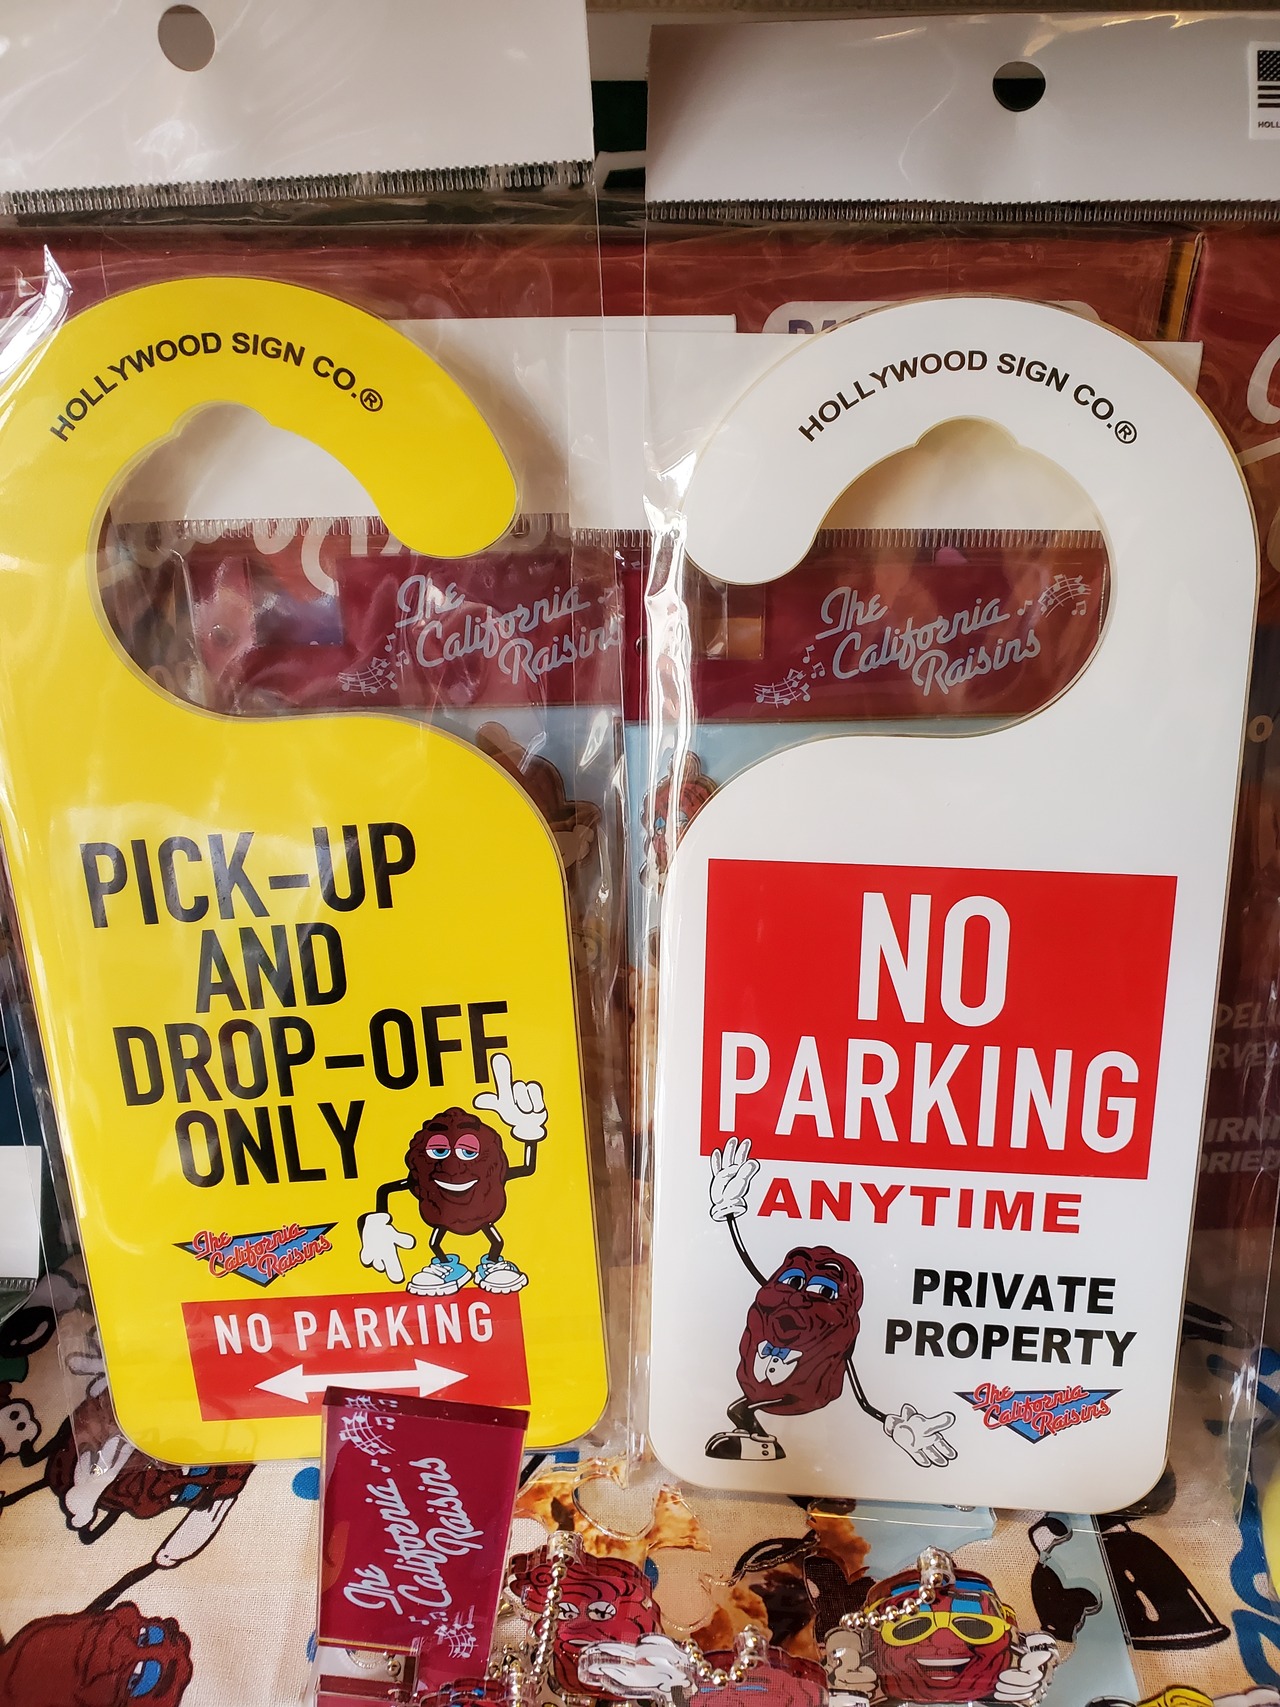 HOLLYWOOD SIGN CO.®
The
California
Raisins
PICK-UP
AND
DROP-OFF
ONLY
The
California
Raisins
NO PARKING
The
California
Raisins
HOLLYWOOD SIGN CO.®
The
California
Raisins
NO
PARKING
ANYTIME
PRIVATE
PROPERTY
The
California
Raisins